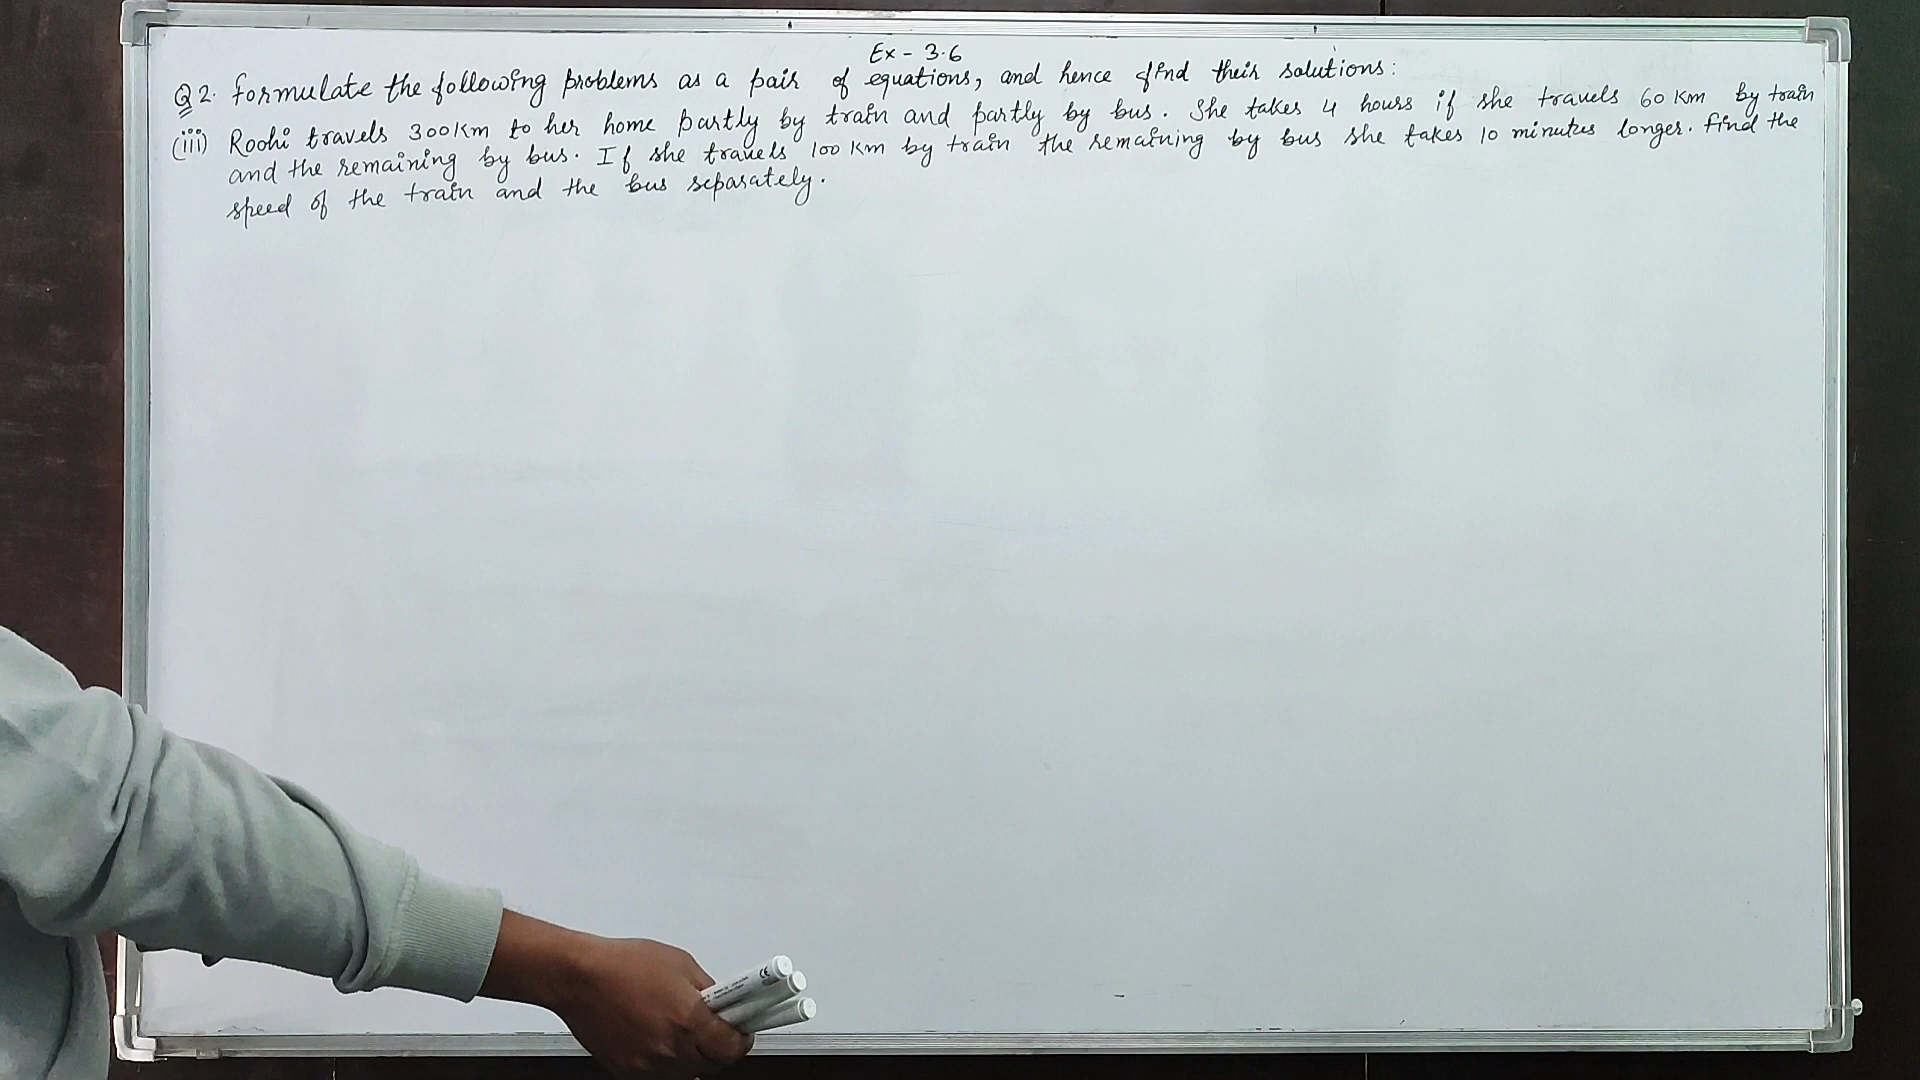 Ex - 3.6
Q2. Formulate the following problems as a pair of equations, and hence find their solutions:
(iii) Roohi travels 300km to her home partly by train and partly by bus. She takes 4 hours if she travels 60 km by train
and the remaining by bus. If she travels 100 km by train the remaining by bus she takes 10 minutes longer. Find the
speed of the train and the bus separately.
CE